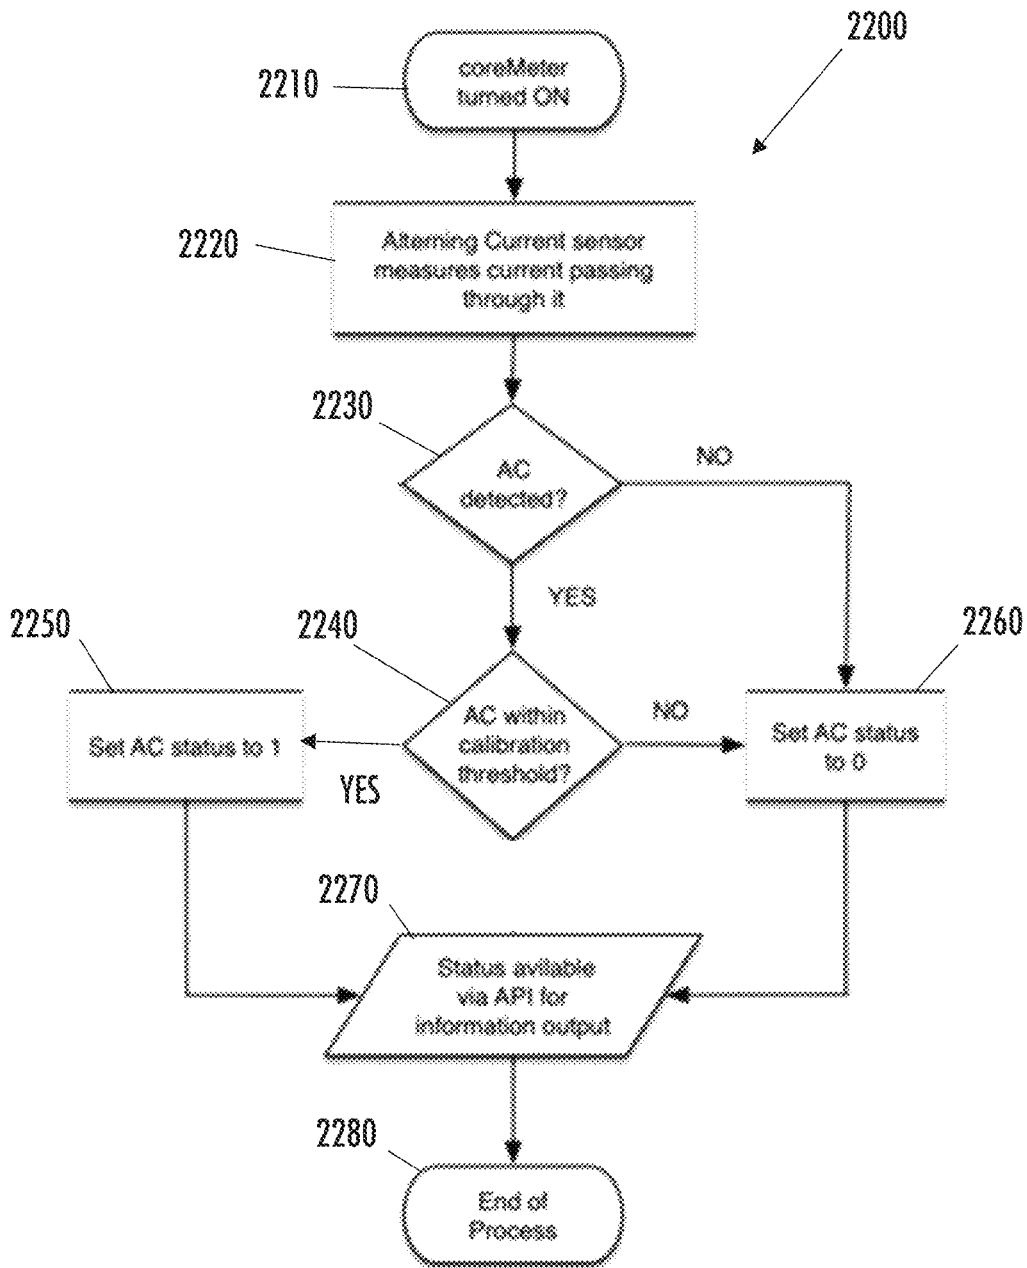 2200
2210
coreMeter
turned ON
2220
Alterning Current sensor
measures current passing
through it
2230
AC
detected?
NO
YES
2240
2250
2260
AC within
calibration
threshold?
NO
YES
Set AC status to 1
Set AC status
to 0
2270
Status avilable
via API for
information output
2280
End of
Process